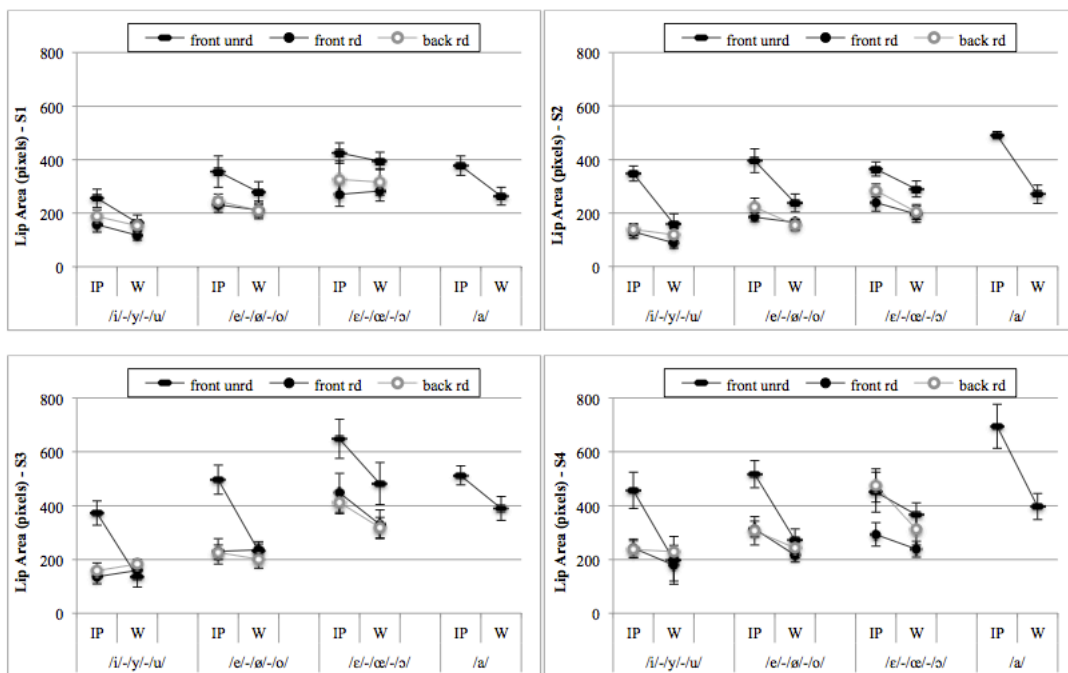 front unrd front rd back rd
Lip Area (pixels) - S1
800
600
400
200
0
IP W IP W IP W IP W
/i/-/y/-/u/ /e/-/ø/-/o/ /ɛ/-/œ/-/ɔ/ /a/
front unrd front rd back rd
Lip Area (pixels) - S2
800
600
400
200
0
IP W IP W IP W IP W
/i/-/y/-/u/ /e/-/ø/-/o/ /ɛ/-/œ/-/ɔ/ /a/
front unrd front rd back rd
Lip Area (pixels) - S3
800
600
400
200
0
IP W IP W IP W IP W
/i/-/y/-/u/ /e/-/ø/-/o/ /ɛ/-/œ/-/ɔ/ /a/
front unrd front rd back rd
Lip Area (pixels) - S4
800
600
400
200
0
IP W IP W IP W IP W
/i/-/y/-/u/ /e/-/ø/-/o/ /ɛ/-/œ/-/ɔ/ /a/